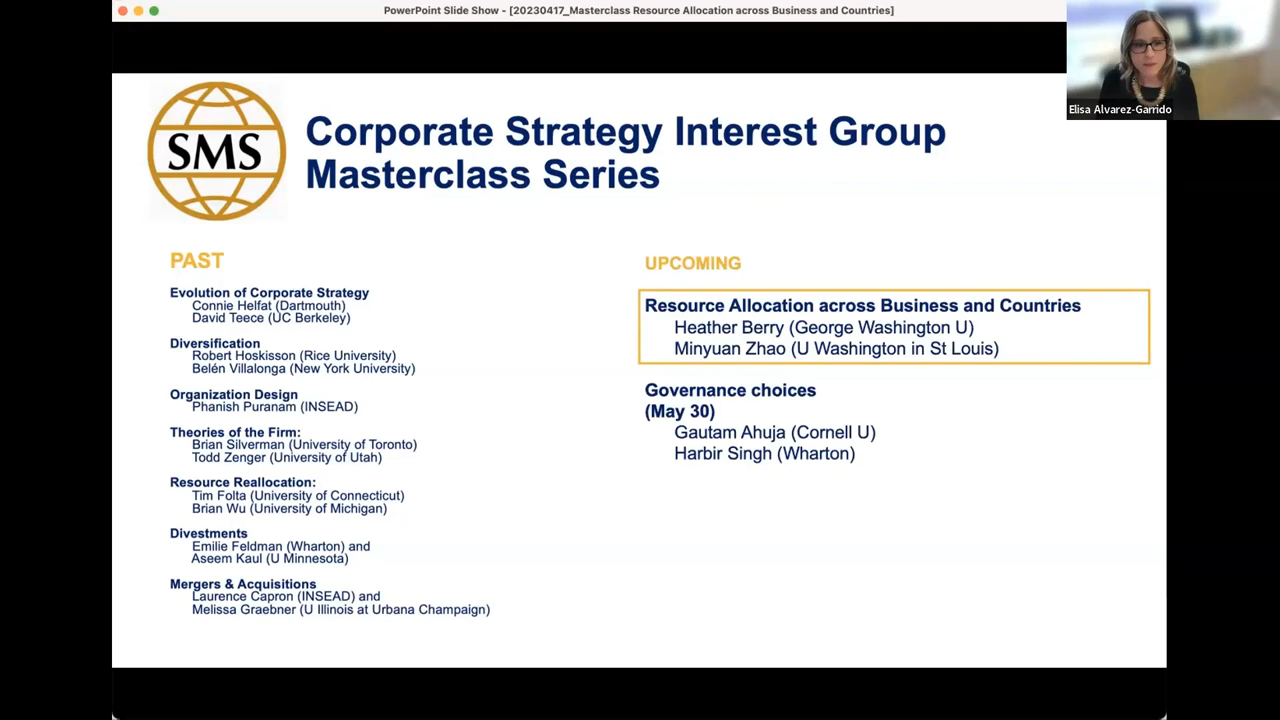 PowerPoint Slide Show - [20230417_Masterclass Resource Allocation across Business and Countries]
Elisa Alvarez-Garrido
SMS
Corporate Strategy Interest Group
Masterclass Series
PAST
Evolution of Corporate Strategy
Connie Helfat (Dartmouth)
David Teece (UC Berkeley)
Diversification
Robert Hoskisson (Rice University)
Belén Villalonga (New York University)
Organization Design
Phanish Puranam (INSEAD)
Theories of the Firm:
Brian Silverman (University of Toronto)
Todd Zenger (University of Utah)
Resource Reallocation:
Tim Folta (University of Connecticut)
Brian Wu (University of Michigan)
Divestments
Emilie Feldman (Wharton) and
Aseem Kaul (U Minnesota)
Mergers & Acquisitions
Laurence Capron (INSEAD) and
Melissa Graebner (U Illinois at Urbana Champaign)
UPCOMING
Resource Allocation across Business and Countries
Heather Berry (George Washington U)
Minyuan Zhao (U Washington in St Louis)
Governance choices
(May 30)
Gautam Ahuja (Cornell U)
Harbir Singh (Wharton)